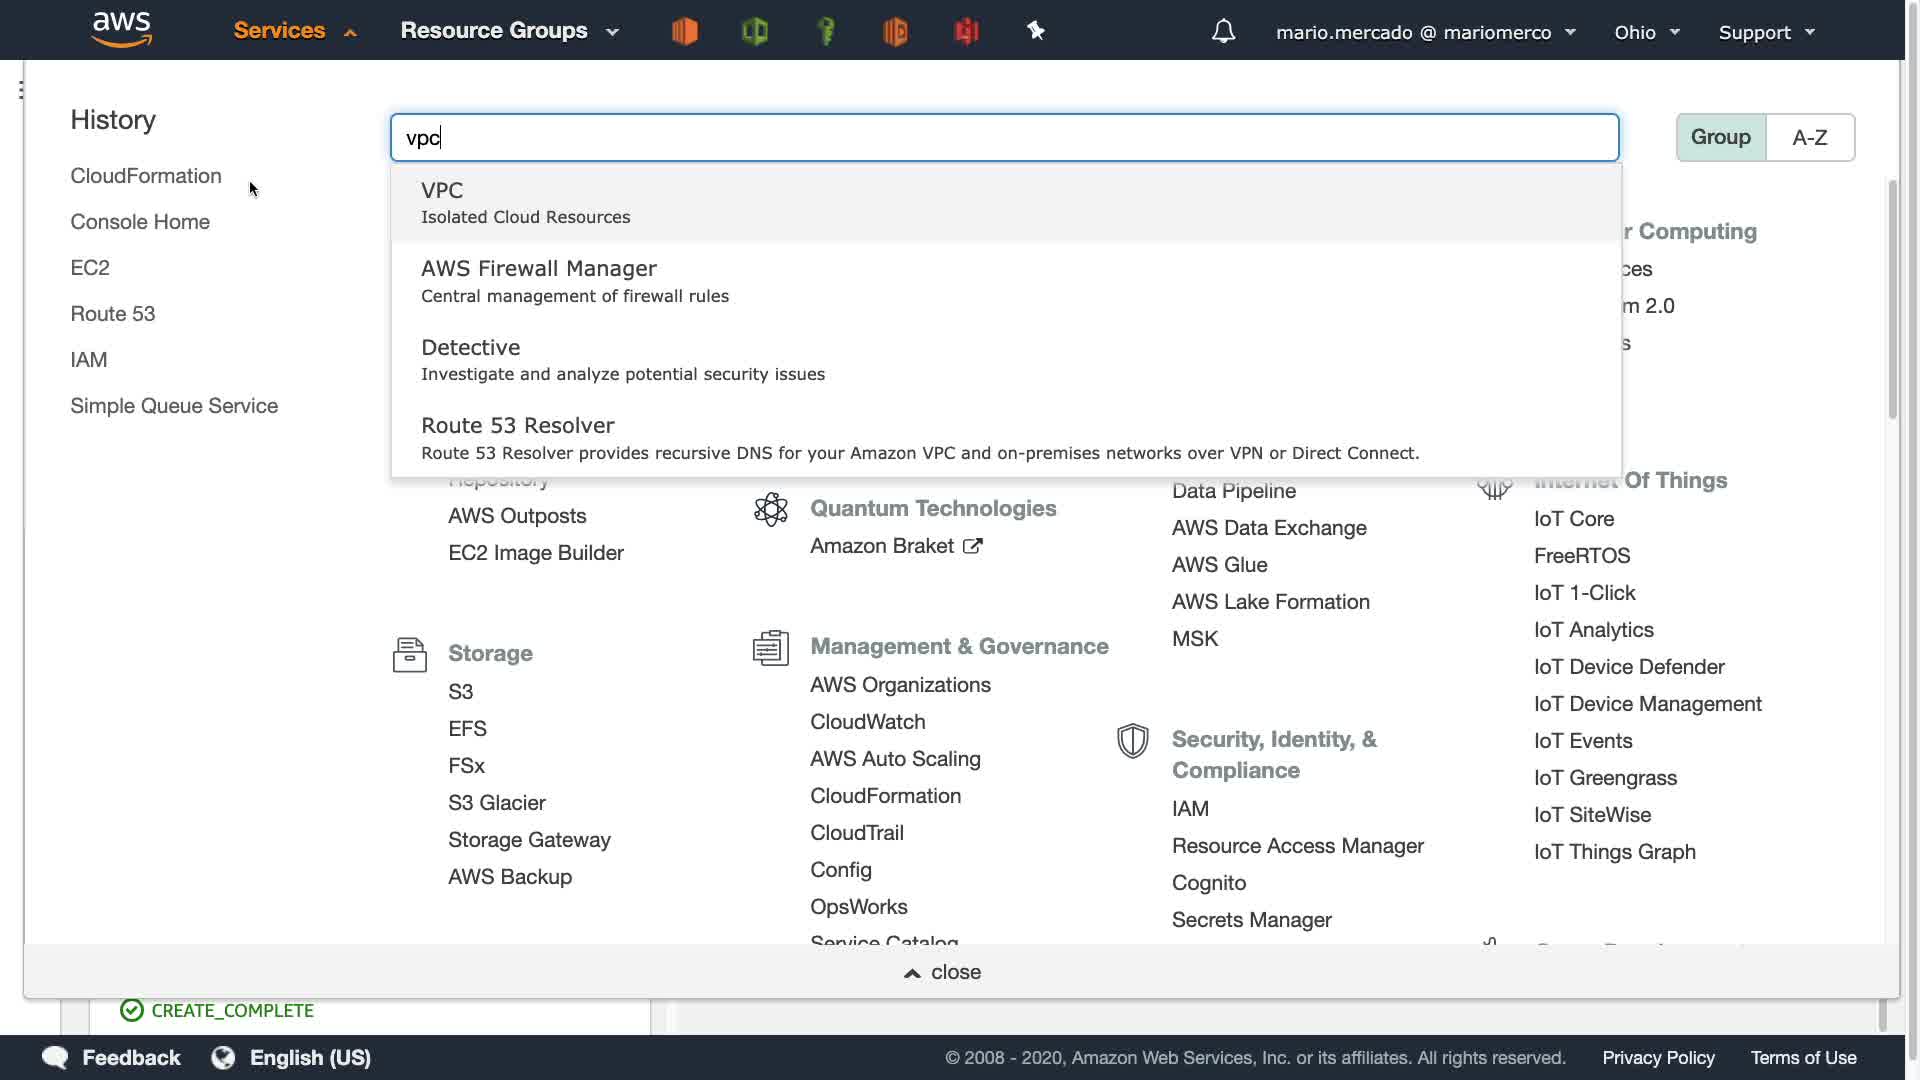 aws
Services
Resource Groups
mario.mercado @ mariomerco
Ohio
Support
History
CloudFormation
Console Home
EC2
Route 53
IAM
Simple Queue Service
vpc
Group
A-Z
VPC
Isolated Cloud Resources
AWS Firewall Manager
Central management of firewall rules
Detective
Investigate and analyze potential security issues
Route 53 Resolver
Route 53 Resolver provides recursive DNS for your Amazon VPC and on-premises networks over VPN or Direct Connect.
Repository
AWS Outposts
EC2 Image Builder
Storage
S3
EFS
FSx
S3 Glacier
Storage Gateway
AWS Backup
Quantum Technologies
Amazon Braket
Management & Governance
AWS Organizations
CloudWatch
AWS Auto Scaling
CloudFormation
CloudTrail
Config
OpsWorks
Service Catalog
Data Pipeline
AWS Data Exchange
AWS Glue
AWS Lake Formation
MSK
Security, Identity, &
Compliance
IAM
Resource Access Manager
Cognito
Secrets Manager
r Computing
ces
m 2.0
s
Internet Of Things
IoT Core
FreeRTOS
IoT 1-Click
IoT Analytics
IoT Device Defender
IoT Device Management
IoT Events
IoT Greengrass
IoT SiteWise
IoT Things Graph
close
CREATE_COMPLETE
Feedback
English (US)
© 2008 - 2020, Amazon Web Services, Inc. or its affiliates. All rights reserved.
Privacy Policy
Terms of Use